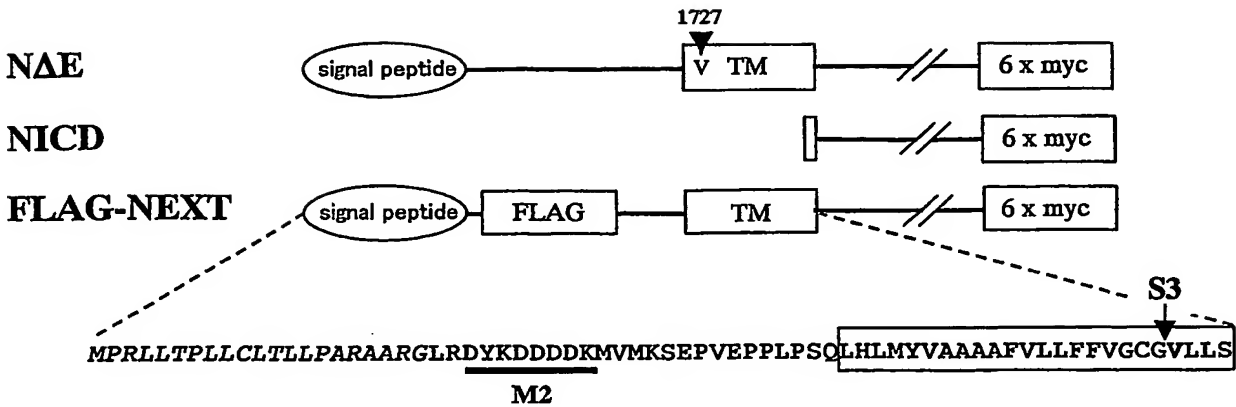 1727
NΔE signal peptide V TM 6 x myc
NICD 6 x myc
FLAG-NEXT signal peptide FLAG TM 6 x myc
S3
MPRLLTPLLCLTLLPARAARGLRDYKDDDDKMVMKSEPVEPPLPSQLHLMYVAAAAFVLLFFVGCGVLLS
M2